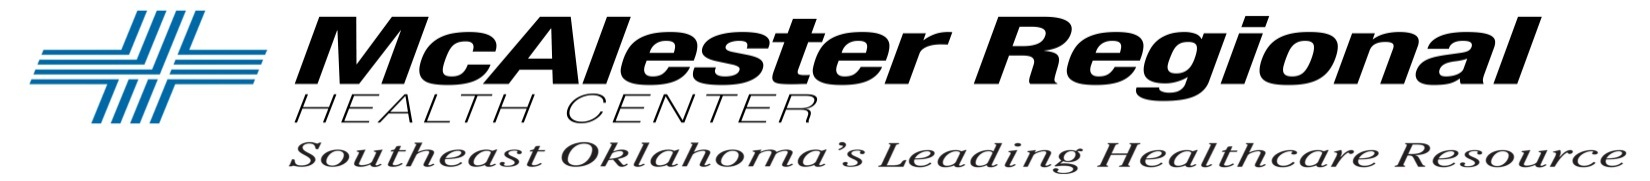 McAlester Regional
HEALTH CENTER
Southeast Oklahoma's Leading Healthcare Resource